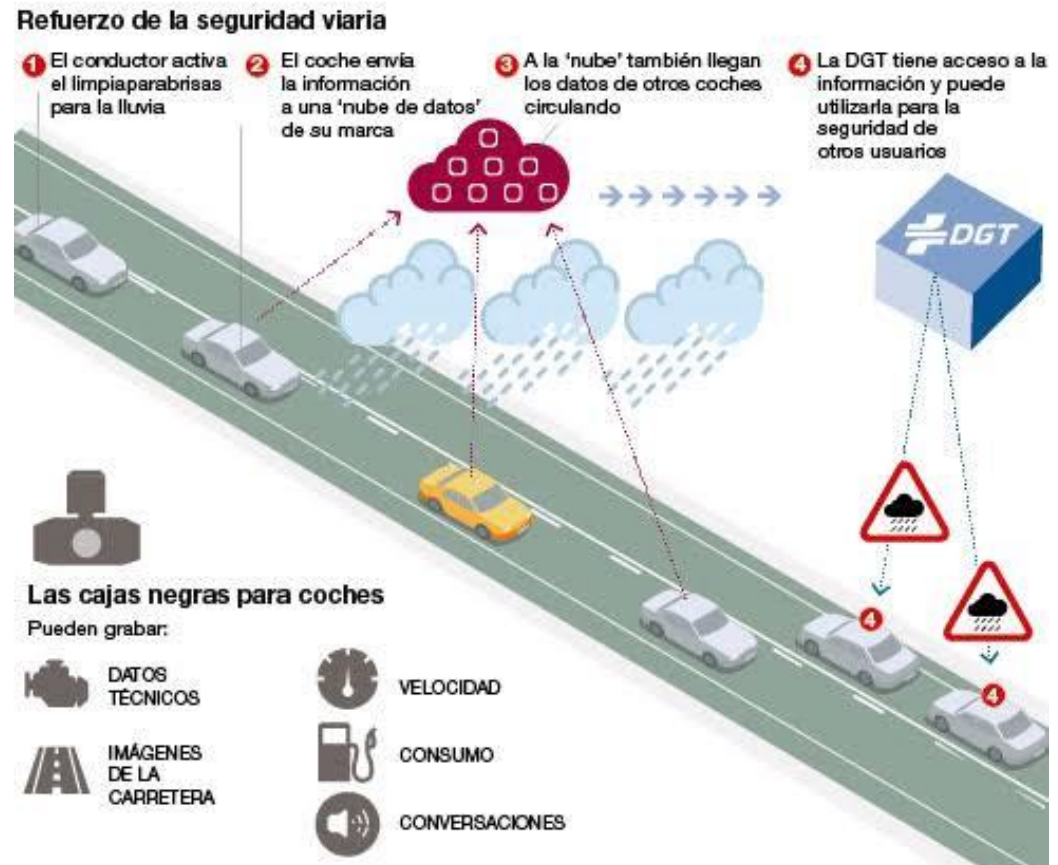 Refuerzo de la seguridad viaria
1 El conductor activa
el limpiaparabrisas
para la lluvia
2 El coche envía
la información
a una ‘nube de datos’
de su marca
3 A la ‘nube’ también llegan
los datos de otros coches
circulando
4 La DGT tiene acceso a la
información y puede
utilizarla para la
seguridad de
otros usuarios
DGT
4
4
Las cajas negras para coches
Pueden grabar:
DATOS
TÉCNICOS
VELOCIDAD
IMÁGENES
DE LA
CARRETERA
CONSUMO
CONVERSACIONES